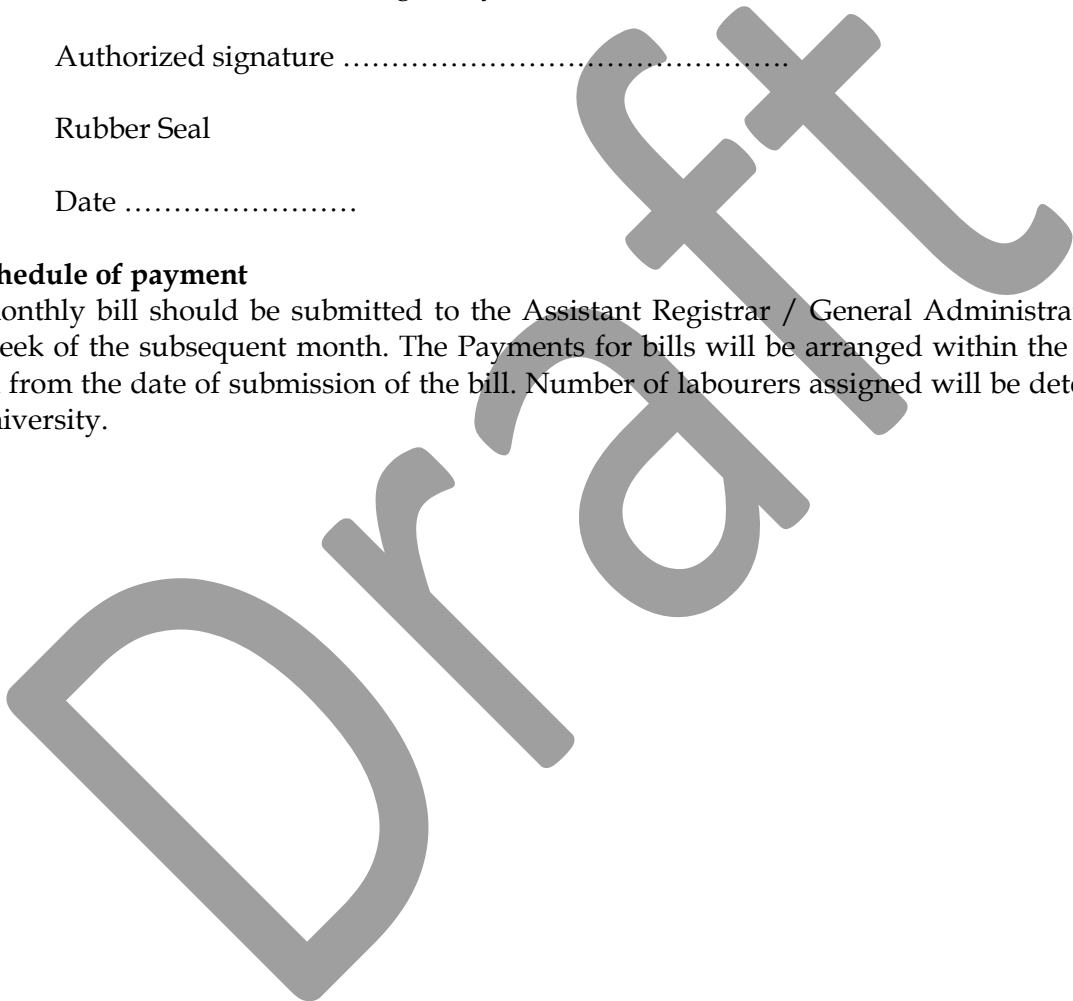 Authorized signature ………………………………………….
Rubber Seal
Date ……………………
hedule of payment
onthly bill should be submitted to the Assistant Registrar / General Administra
eek of the subsequent month. The Payments for bills will be arranged within the
from the date of submission of the bill. Number of labourers assigned will be det
iversity.
Draft